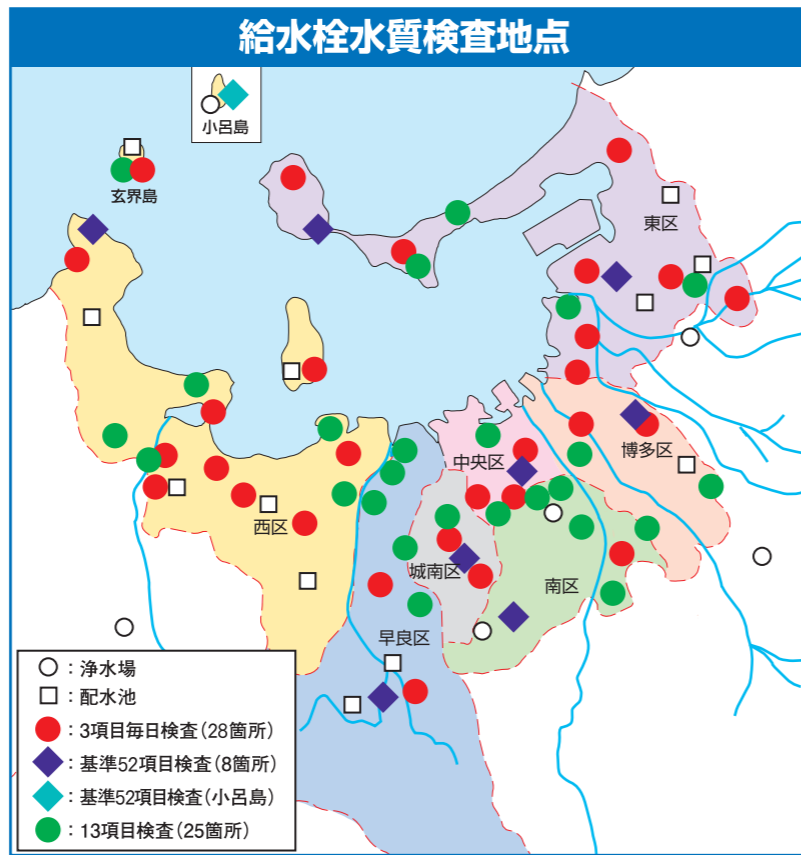 給水栓水質検査地点
小呂島
玄界島
東区
博多区
中央区
西区
城南区
南区
早良区
：浄水場
：配水池
：3項目毎日検査(28箇所)
：基準52項目検査(8箇所)
：基準52項目検査(小呂島)
：13項目検査(25箇所)